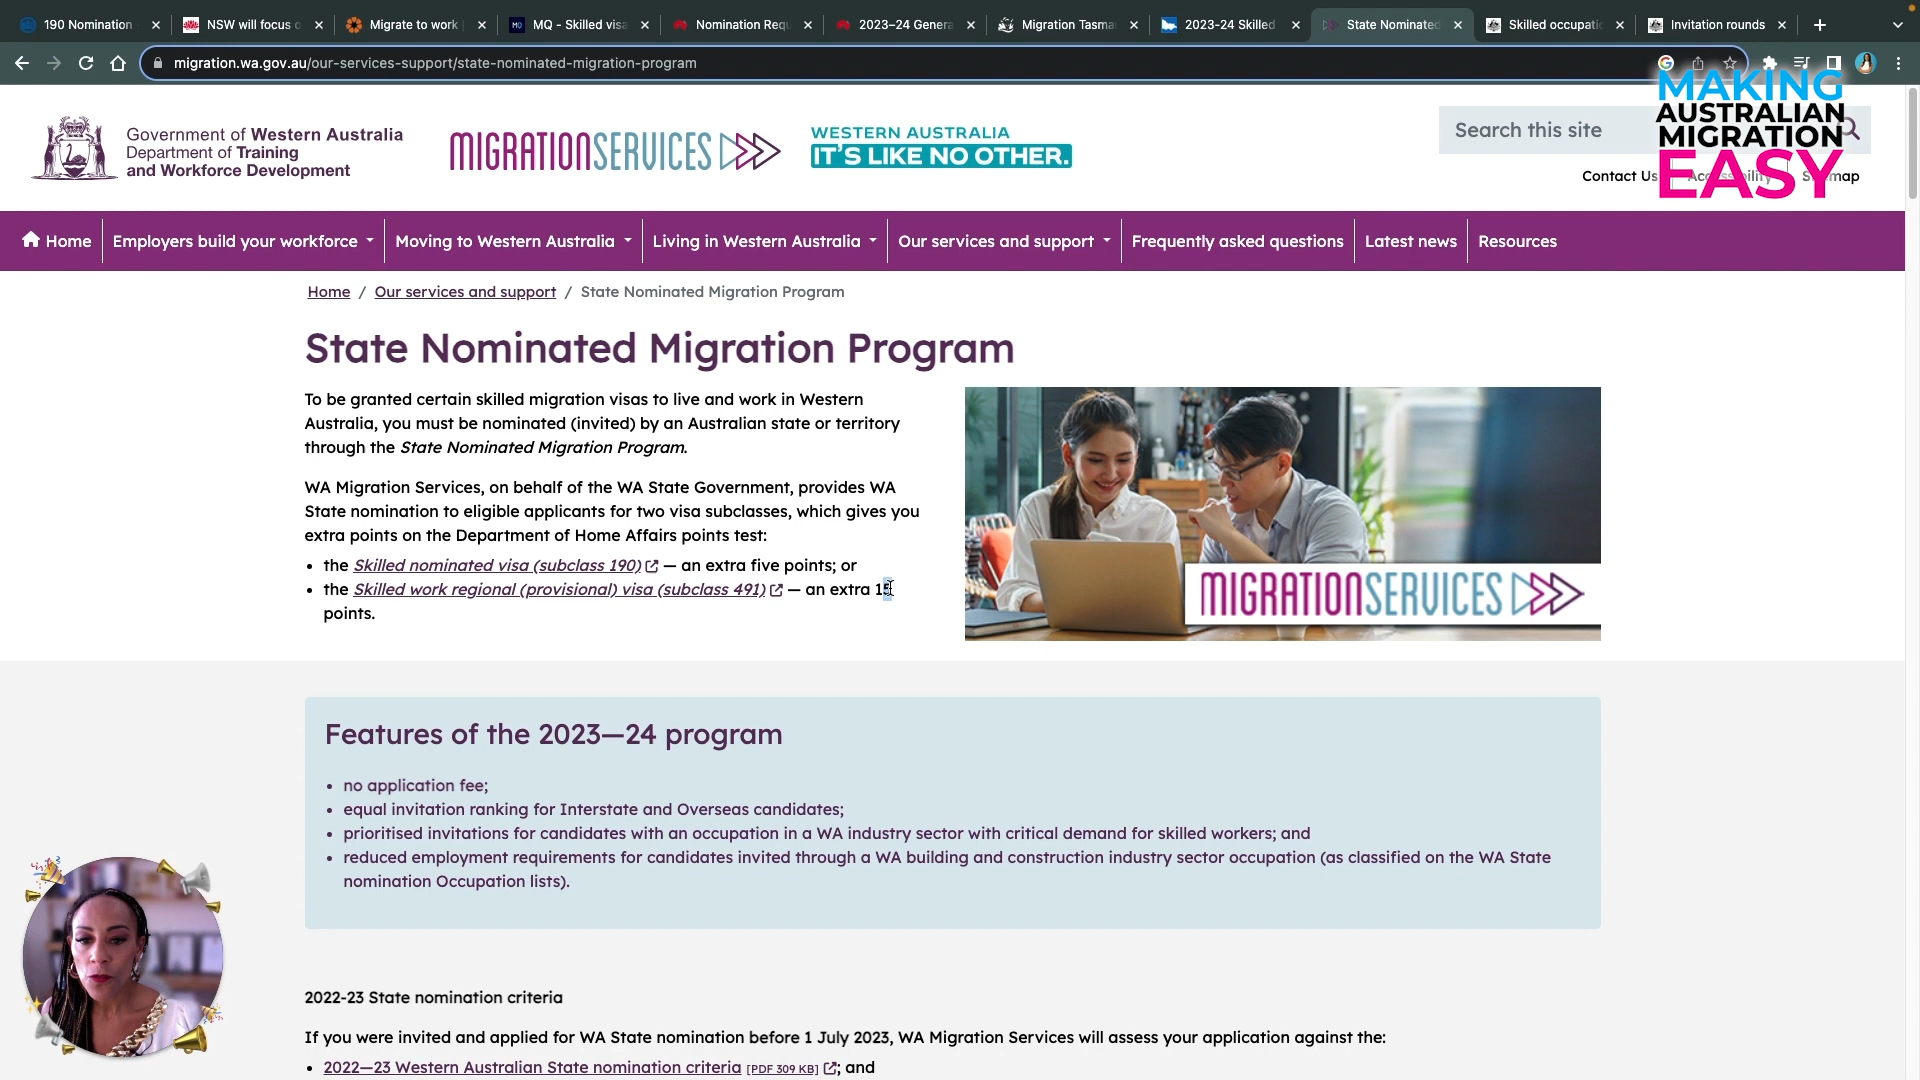 190 Nomination
NSW will focus o
Migrate to work
MQ - Skilled visa
Nomination Requ
2023–24 Genera
Migration Tasma
2023-24 Skilled
State Nominated
Skilled occupatio
Invitation rounds
migration.wa.gov.au/our-services-support/state-nominated-migration-program
MAKING
AUSTRALIAN
MIGRATION
EASY
Government of Western Australia
Department of Training
and Workforce Development
MIGRATIONSERVICES
WESTERN AUSTRALIA
IT'S LIKE NO OTHER.
Search this site
Contact Us
Home
Employers build your workforce
Moving to Western Australia
Living in Western Australia
Our services and support
Frequently asked questions
Latest news
Resources
Home / Our services and support / State Nominated Migration Program
State Nominated Migration Program
To be granted certain skilled migration visas to live and work in Western
Australia, you must be nominated (invited) by an Australian state or territory
through the State Nominated Migration Program.
WA Migration Services, on behalf of the WA State Government, provides WA
State nomination to eligible applicants for two visa subclasses, which gives you
extra points on the Department of Home Affairs points test:
• the Skilled nominated visa (subclass 190) — an extra five points; or
• the Skilled work regional (provisional) visa (subclass 491) — an extra 15
points.
MIGRATIONSERVICES
Features of the 2023—24 program
• no application fee;
• equal invitation ranking for Interstate and Overseas candidates;
• prioritised invitations for candidates with an occupation in a WA industry sector with critical demand for skilled workers; and
• reduced employment requirements for candidates invited through a WA building and construction industry sector occupation (as classified on the WA State
nomination Occupation lists).
2022-23 State nomination criteria
If you were invited and applied for WA State nomination before 1 July 2023, WA Migration Services will assess your application against the:
• 2022—23 Western Australian State nomination criteria [PDF 309 KB] ; and